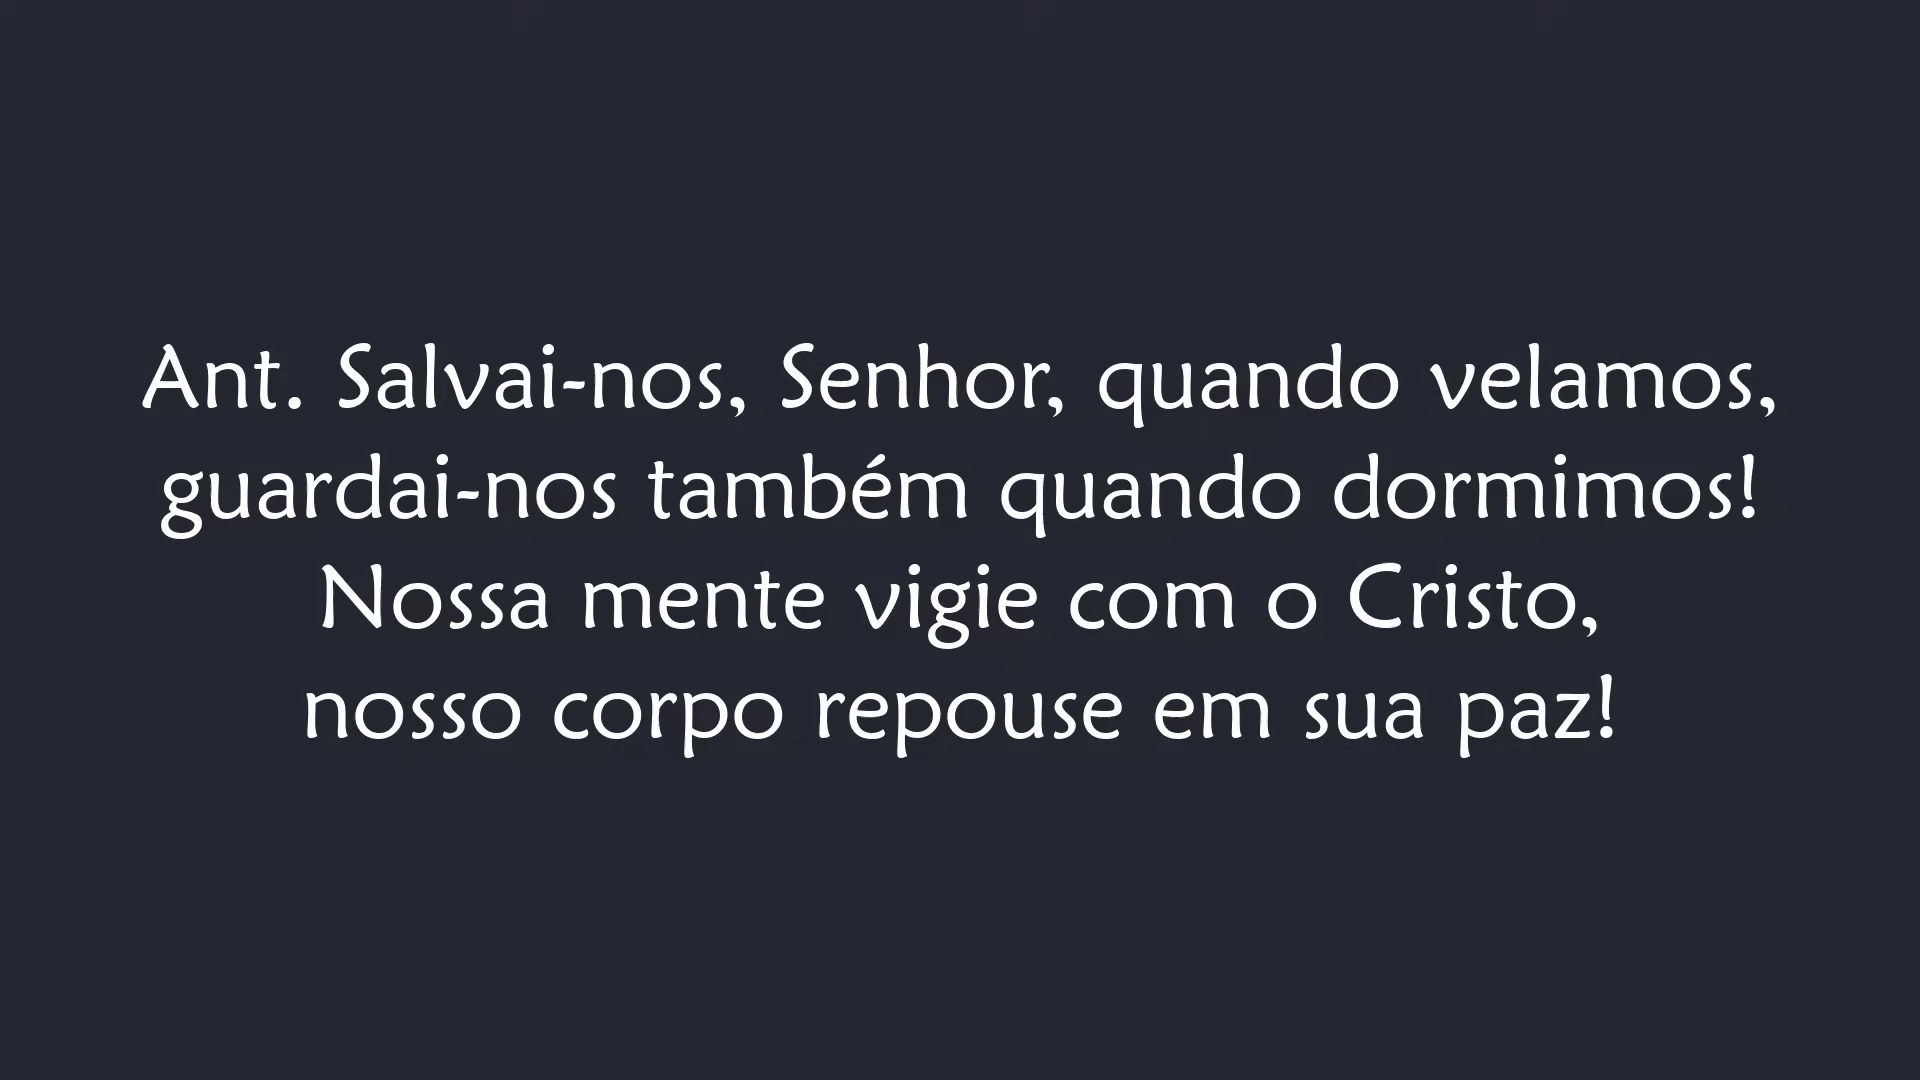 Ant. Salvai-nos, Senhor, quando velamos,
guardai-nos também quando dormimos!
Nossa mente vigie com o Cristo,
nosso corpo repouse em sua paz!